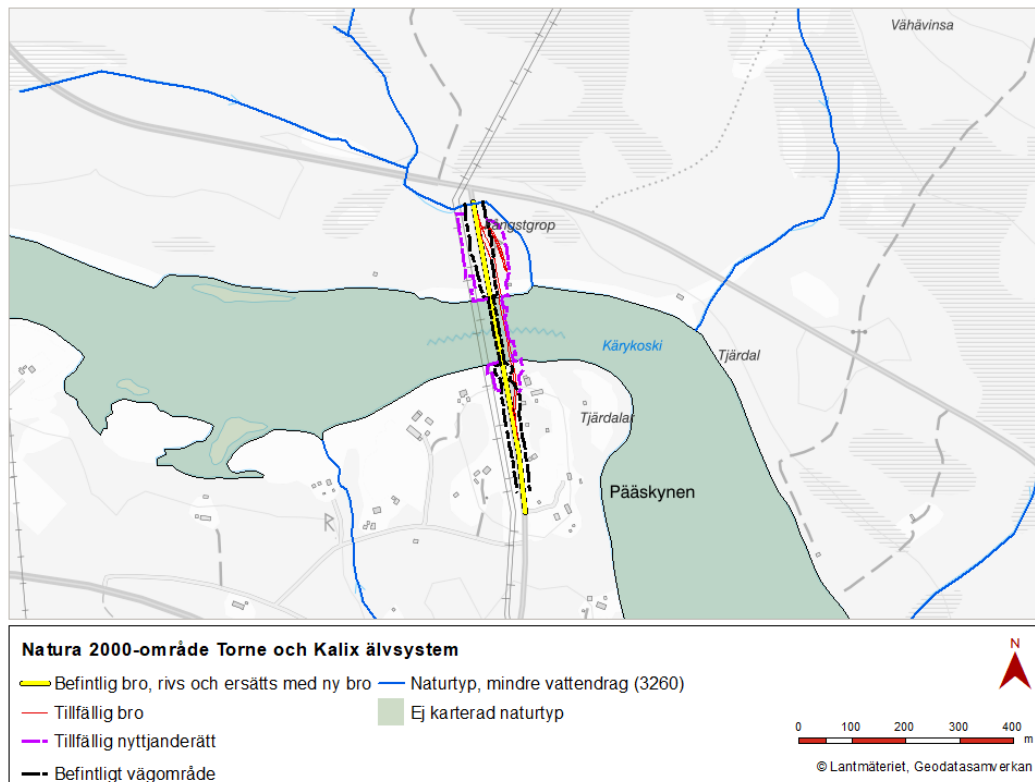 Vähävinsa
Fångstgrop
Kärykoski
Tjärdal
Tjärdalar
Pääskynen
R
Natura 2000-område Torne och Kalix älvsystem
N
Befintlig bro, rivs och ersätts med ny bro
Naturtyp, mindre vattendrag (3260)
Tillfällig bro
Ej karterad naturtyp
Tillfällig nyttjanderätt
Befintligt vägområde
0 100 200 300 400
m
© Lantmäteriet, Geodatasamverkan